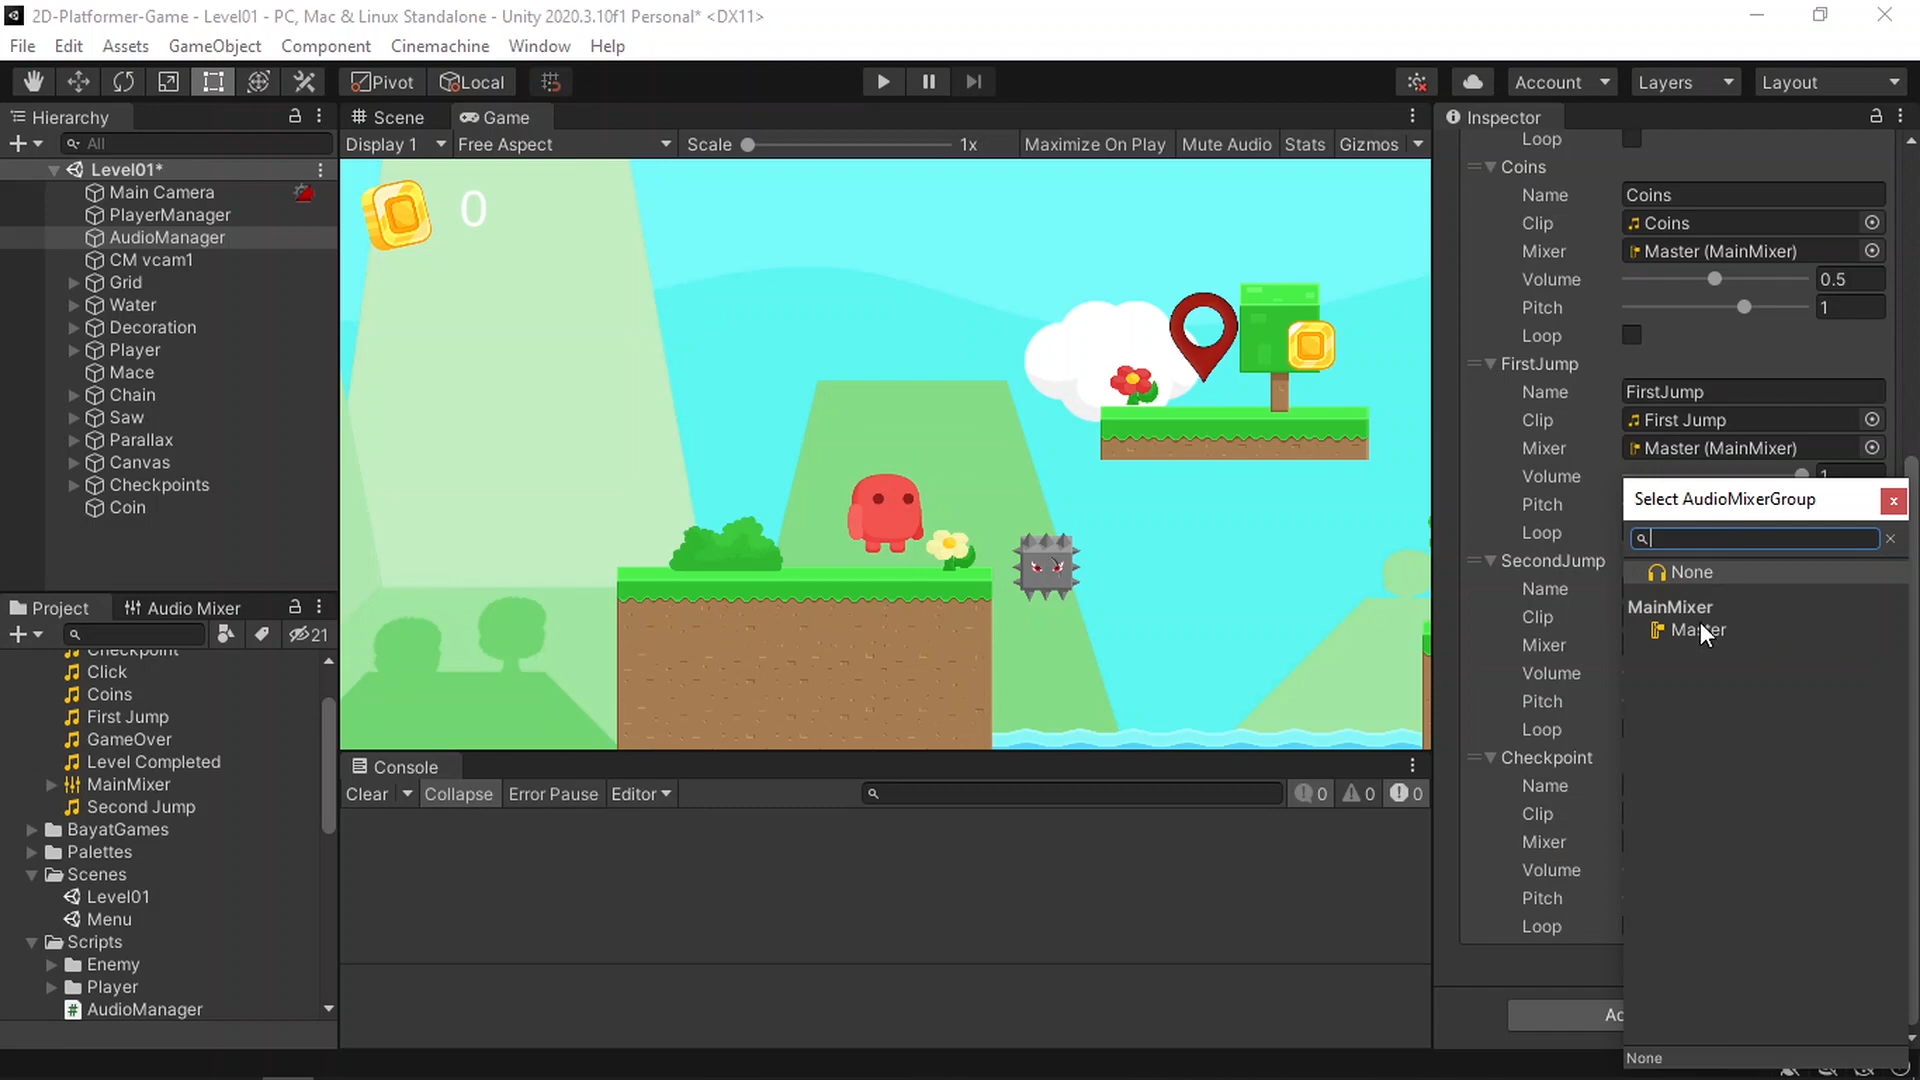 2D-Platformer-Game - Level01 - PC, Mac & Linux Standalone - Unity 2020.3.10f1 Personal* <DX11>
File Edit Assets GameObject Component Cinemachine Window Help
Pivot Local Account Layers Layout
Hierarchy
All
Level01*
Main Camera
PlayerManager
AudioManager
CM vcam1
Grid
Water
Decoration
Player
Mace
Chain
Saw
Parallax
Canvas
Checkpoints
Coin
Project Audio Mixer
21
Checkpoint
Click
Coins
First Jump
GameOver
Level Completed
MainMixer
Second Jump
BayatGames
Palettes
Scenes
Level01
Menu
Scripts
Enemy
Player
AudioManager
Scene Game
Display 1 Free Aspect Scale 1x Maximize On Play Mute Audio Stats Gizmos
0
Console
Clear Collapse Error Pause Editor 0 0 0
Inspector
Loop
Coins
Name Coins
Clip Coins
Mixer Master (MainMixer)
Volume 0.5
Pitch 1
Loop
FirstJump
Name FirstJump
Clip First Jump
Mixer Master (MainMixer)
Volume 1
Pitch
Loop
SecondJump
Name
Clip
Mixer
Volume
Pitch
Loop
Checkpoint
Name
Clip
Mixer
Volume
Pitch
Loop
Select AudioMixerGroup
None
MainMixer
Master
None